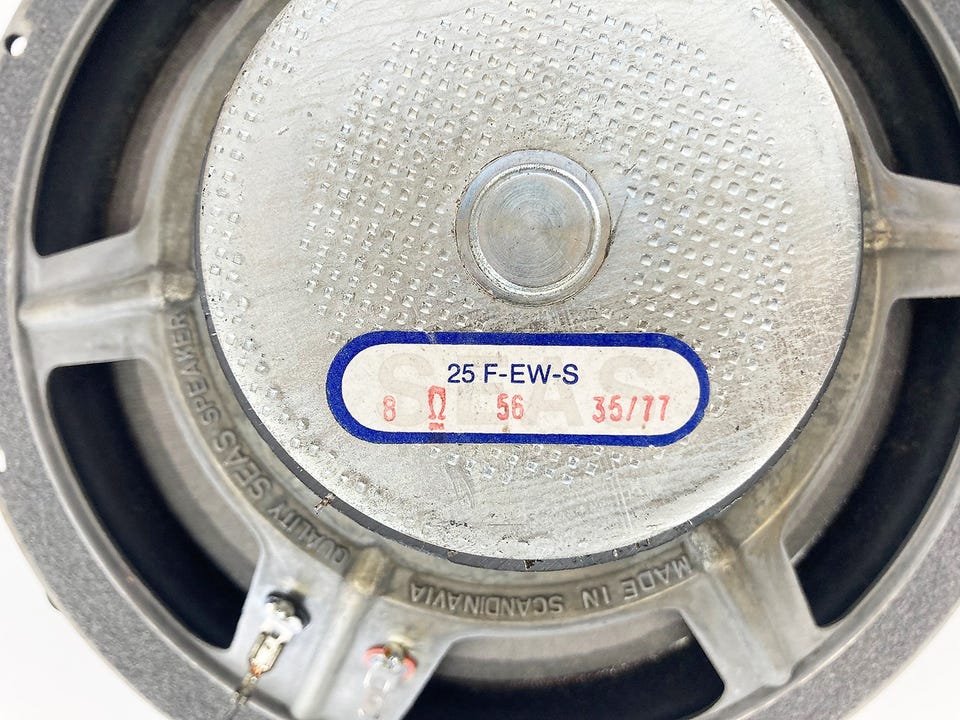 SEAS
25 F-EW-S
8 Ω 56 35/77
QUALITY SEAS SPEAKER
MADE IN SCANDINAVIA